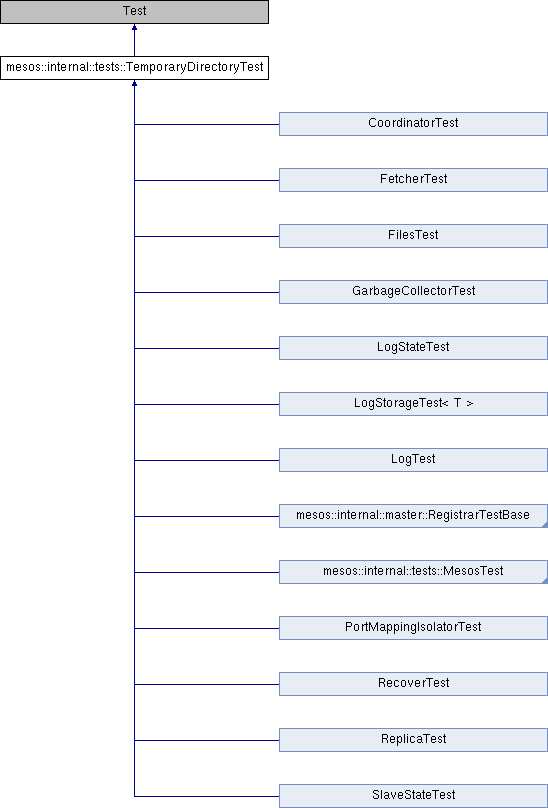 Test
mesos::internal::tests::TemporaryDirectoryTest
CoordinatorTest
FetcherTest
FilesTest
GarbageCollectorTest
LogStateTest
LogStorageTest< T >
LogTest
mesos::internal::master::RegistrarTestBase
mesos::internal::tests::MesosTest
PortMappingIsolatorTest
RecoverTest
ReplicaTest
SlaveStateTest